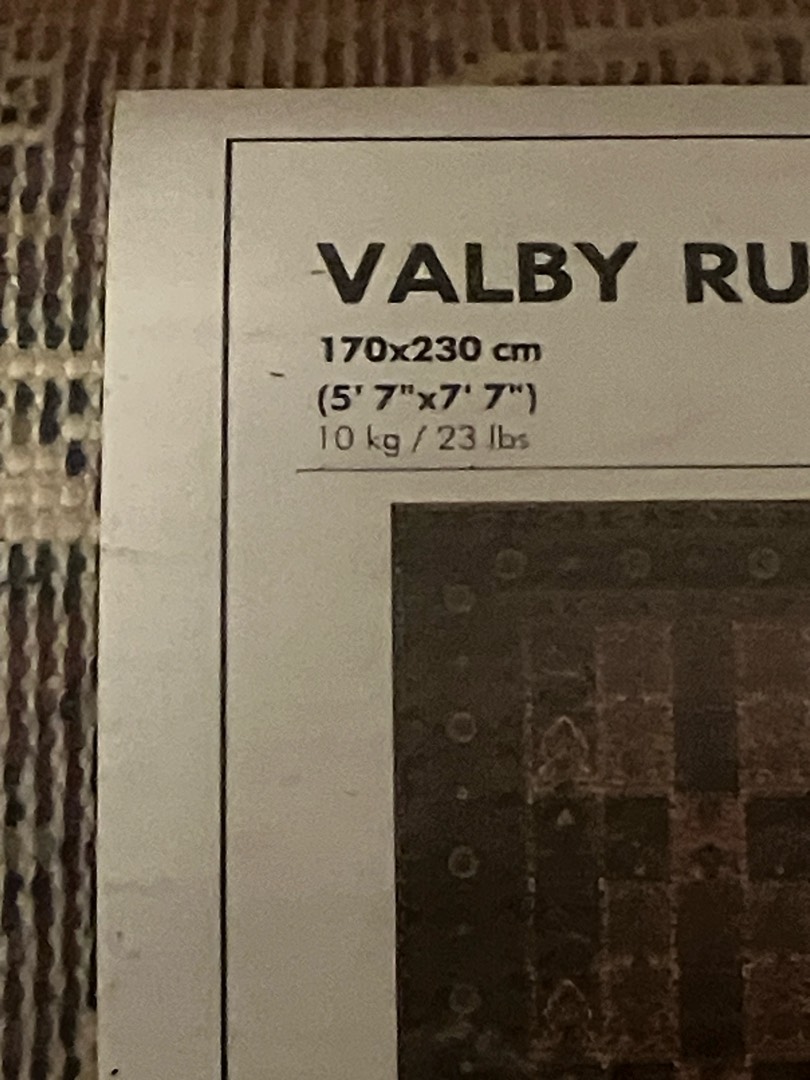 VALBY RU
170x230 cm
(5' 7"x7' 7")
10 kg / 23 lbs